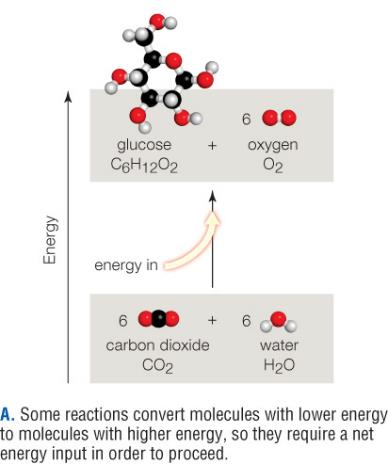 6
glucose + oxygen
C6H12O2 O2
Energy
energy in
6 + 6
carbon dioxide water
CO2 H2O
A. Some reactions convert molecules with lower energy
to molecules with higher energy, so they require a net
energy input in order to proceed.